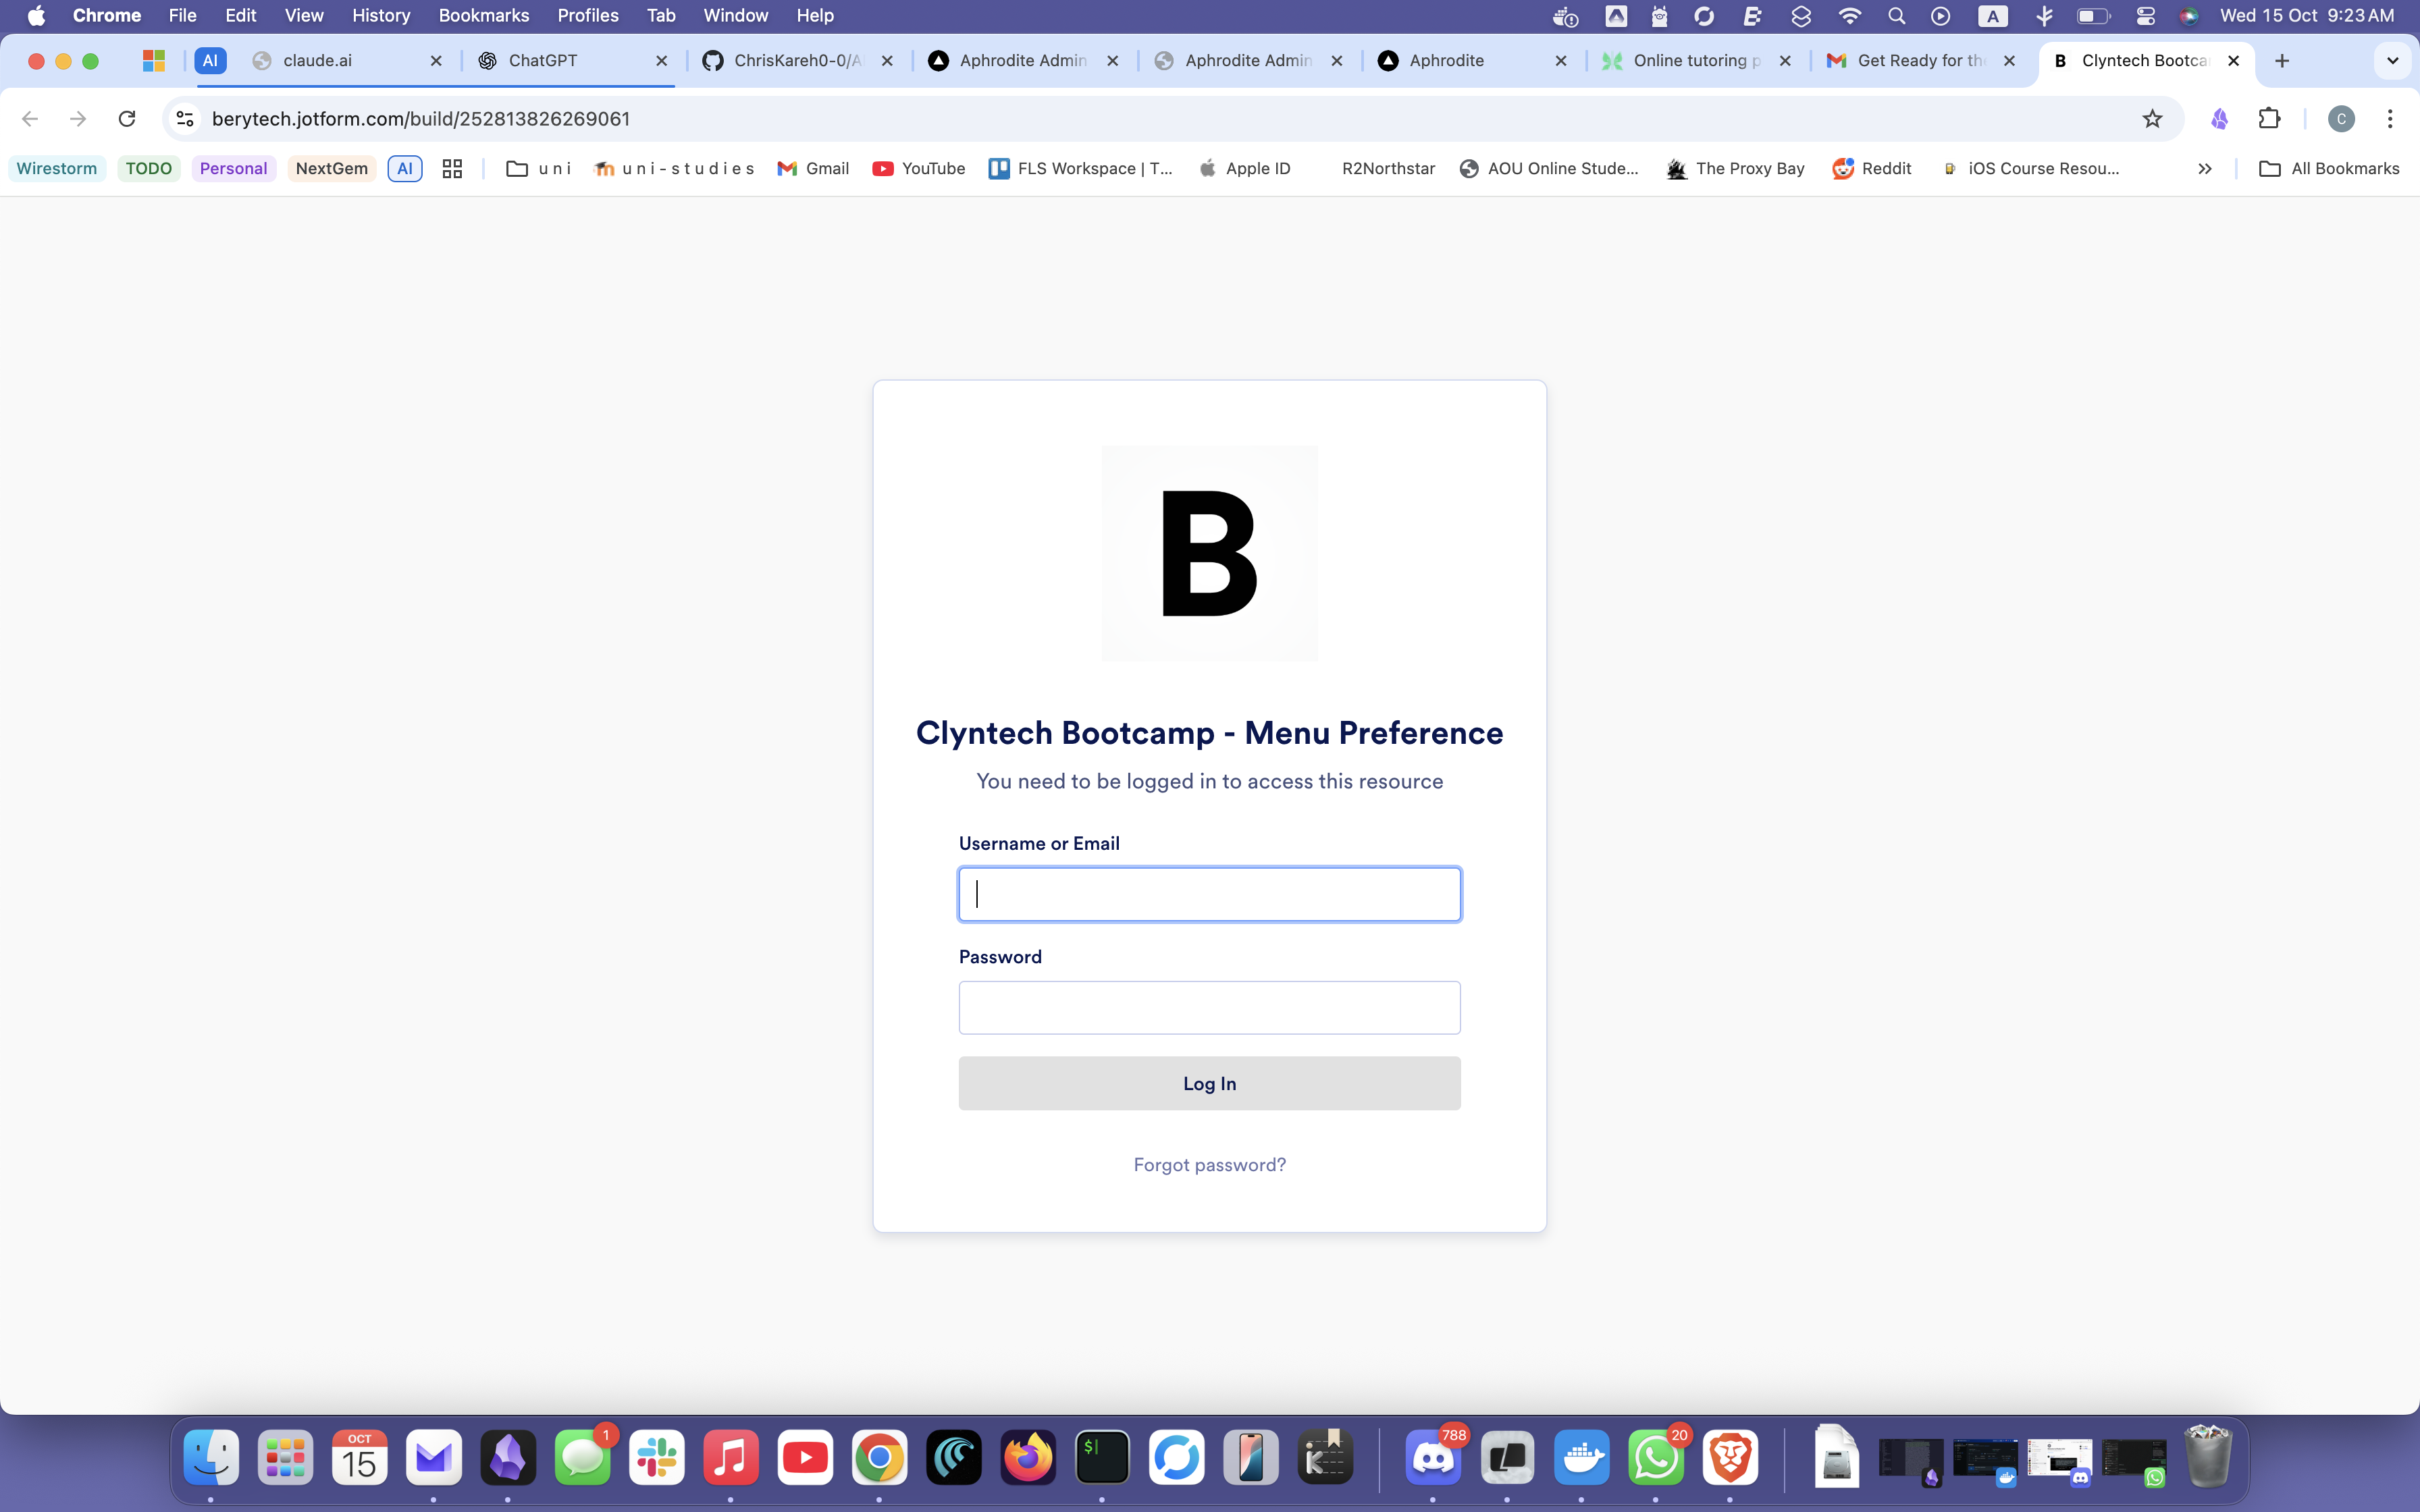 Chrome File Edit View History Bookmarks Profiles Tab Window Help A Wed 15 Oct 9:23 AM
AI claude.ai ChatGPT ChrisKareh0-0/A Aphrodite Admin Aphrodite Admin Aphrodite Online tutoring p Get Ready for th B Clyntech Bootca
berytech.jotform.com/build/252813826269061 C
Wirestorm TODO Personal NextGem AI uni uni-studies Gmail YouTube FLS Workspace | T... Apple ID R2Northstar AOU Online Stude... The Proxy Bay Reddit iOS Course Resou... All Bookmarks
B
Clyntech Bootcamp - Menu Preference
You need to be logged in to access this resource
Username or Email
Password
Log In
Forgot password?
OCT 1 788 20
15 $